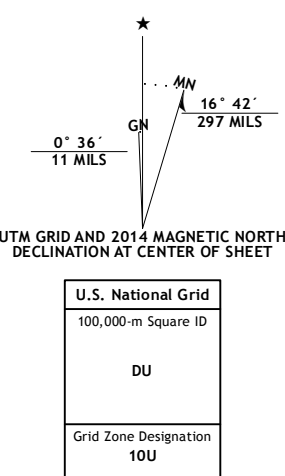 ★
MN
GN
16° 42´
297 MILS
0° 36´
11 MILS
UTM GRID AND 2014 MAGNETIC NORTH
DECLINATION AT CENTER OF SHEET
U.S. National Grid
100,000-m Square ID
DU
Grid Zone Designation
10U